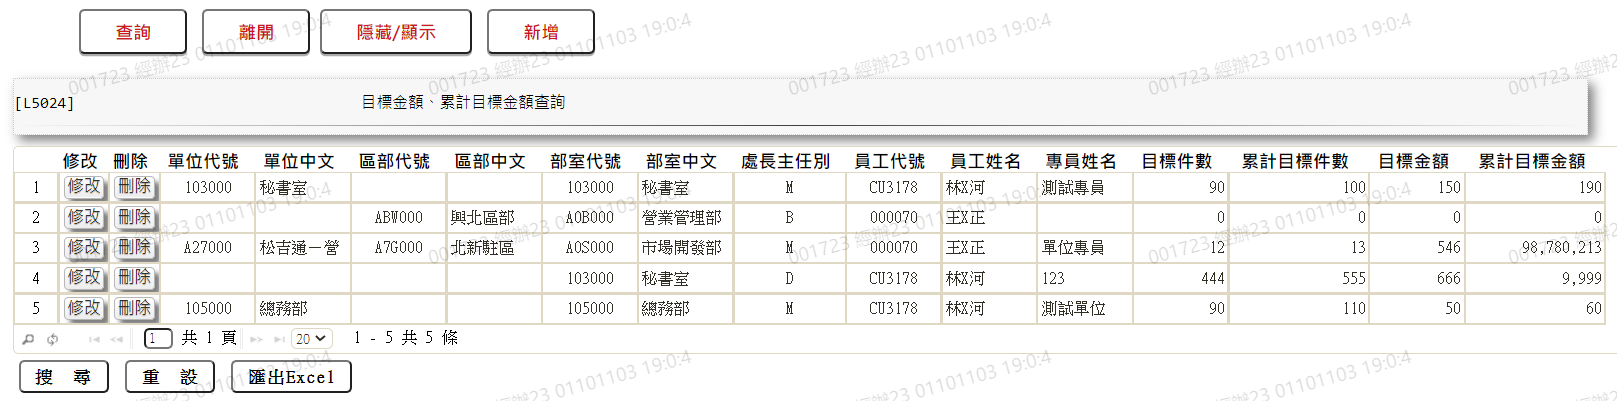 查詢 離開 隱藏/顯示 新增
[L5024] 目標金額、累計目標金額查詢
修改 刪除 單位代號 單位中文 區部代號 區部中文 部室代號 部室中文 處長主任別 員工代號 員工姓名 專員姓名 目標件數 累計目標件數 目標金額 累計目標金額
1 修改 刪除 103000 秘書室 103000 秘書室 M CU3178 林X河 測試專員 90 100 150 190
2 修改 刪除 ABW000 興北區部 A0B000 營業管理部 B 000070 王X正 0 0 0 0
3 修改 刪除 A27000 松吉通一營 A7G000 北新駐區 A0S000 市場開發部 M 000070 王X正 單位專員 12 13 546 98,780,213
4 修改 刪除 103000 秘書室 D CU3178 林X河 123 444 555 666 9,999
5 修改 刪除 105000 總務部 105000 總務部 M CU3178 林X河 測試單位 90 110 50 60
1 共 1 頁 20 1 - 5 共 5 條
搜 尋 重 設 匯出Excel
001723 經辦23 01101103 19:0:4